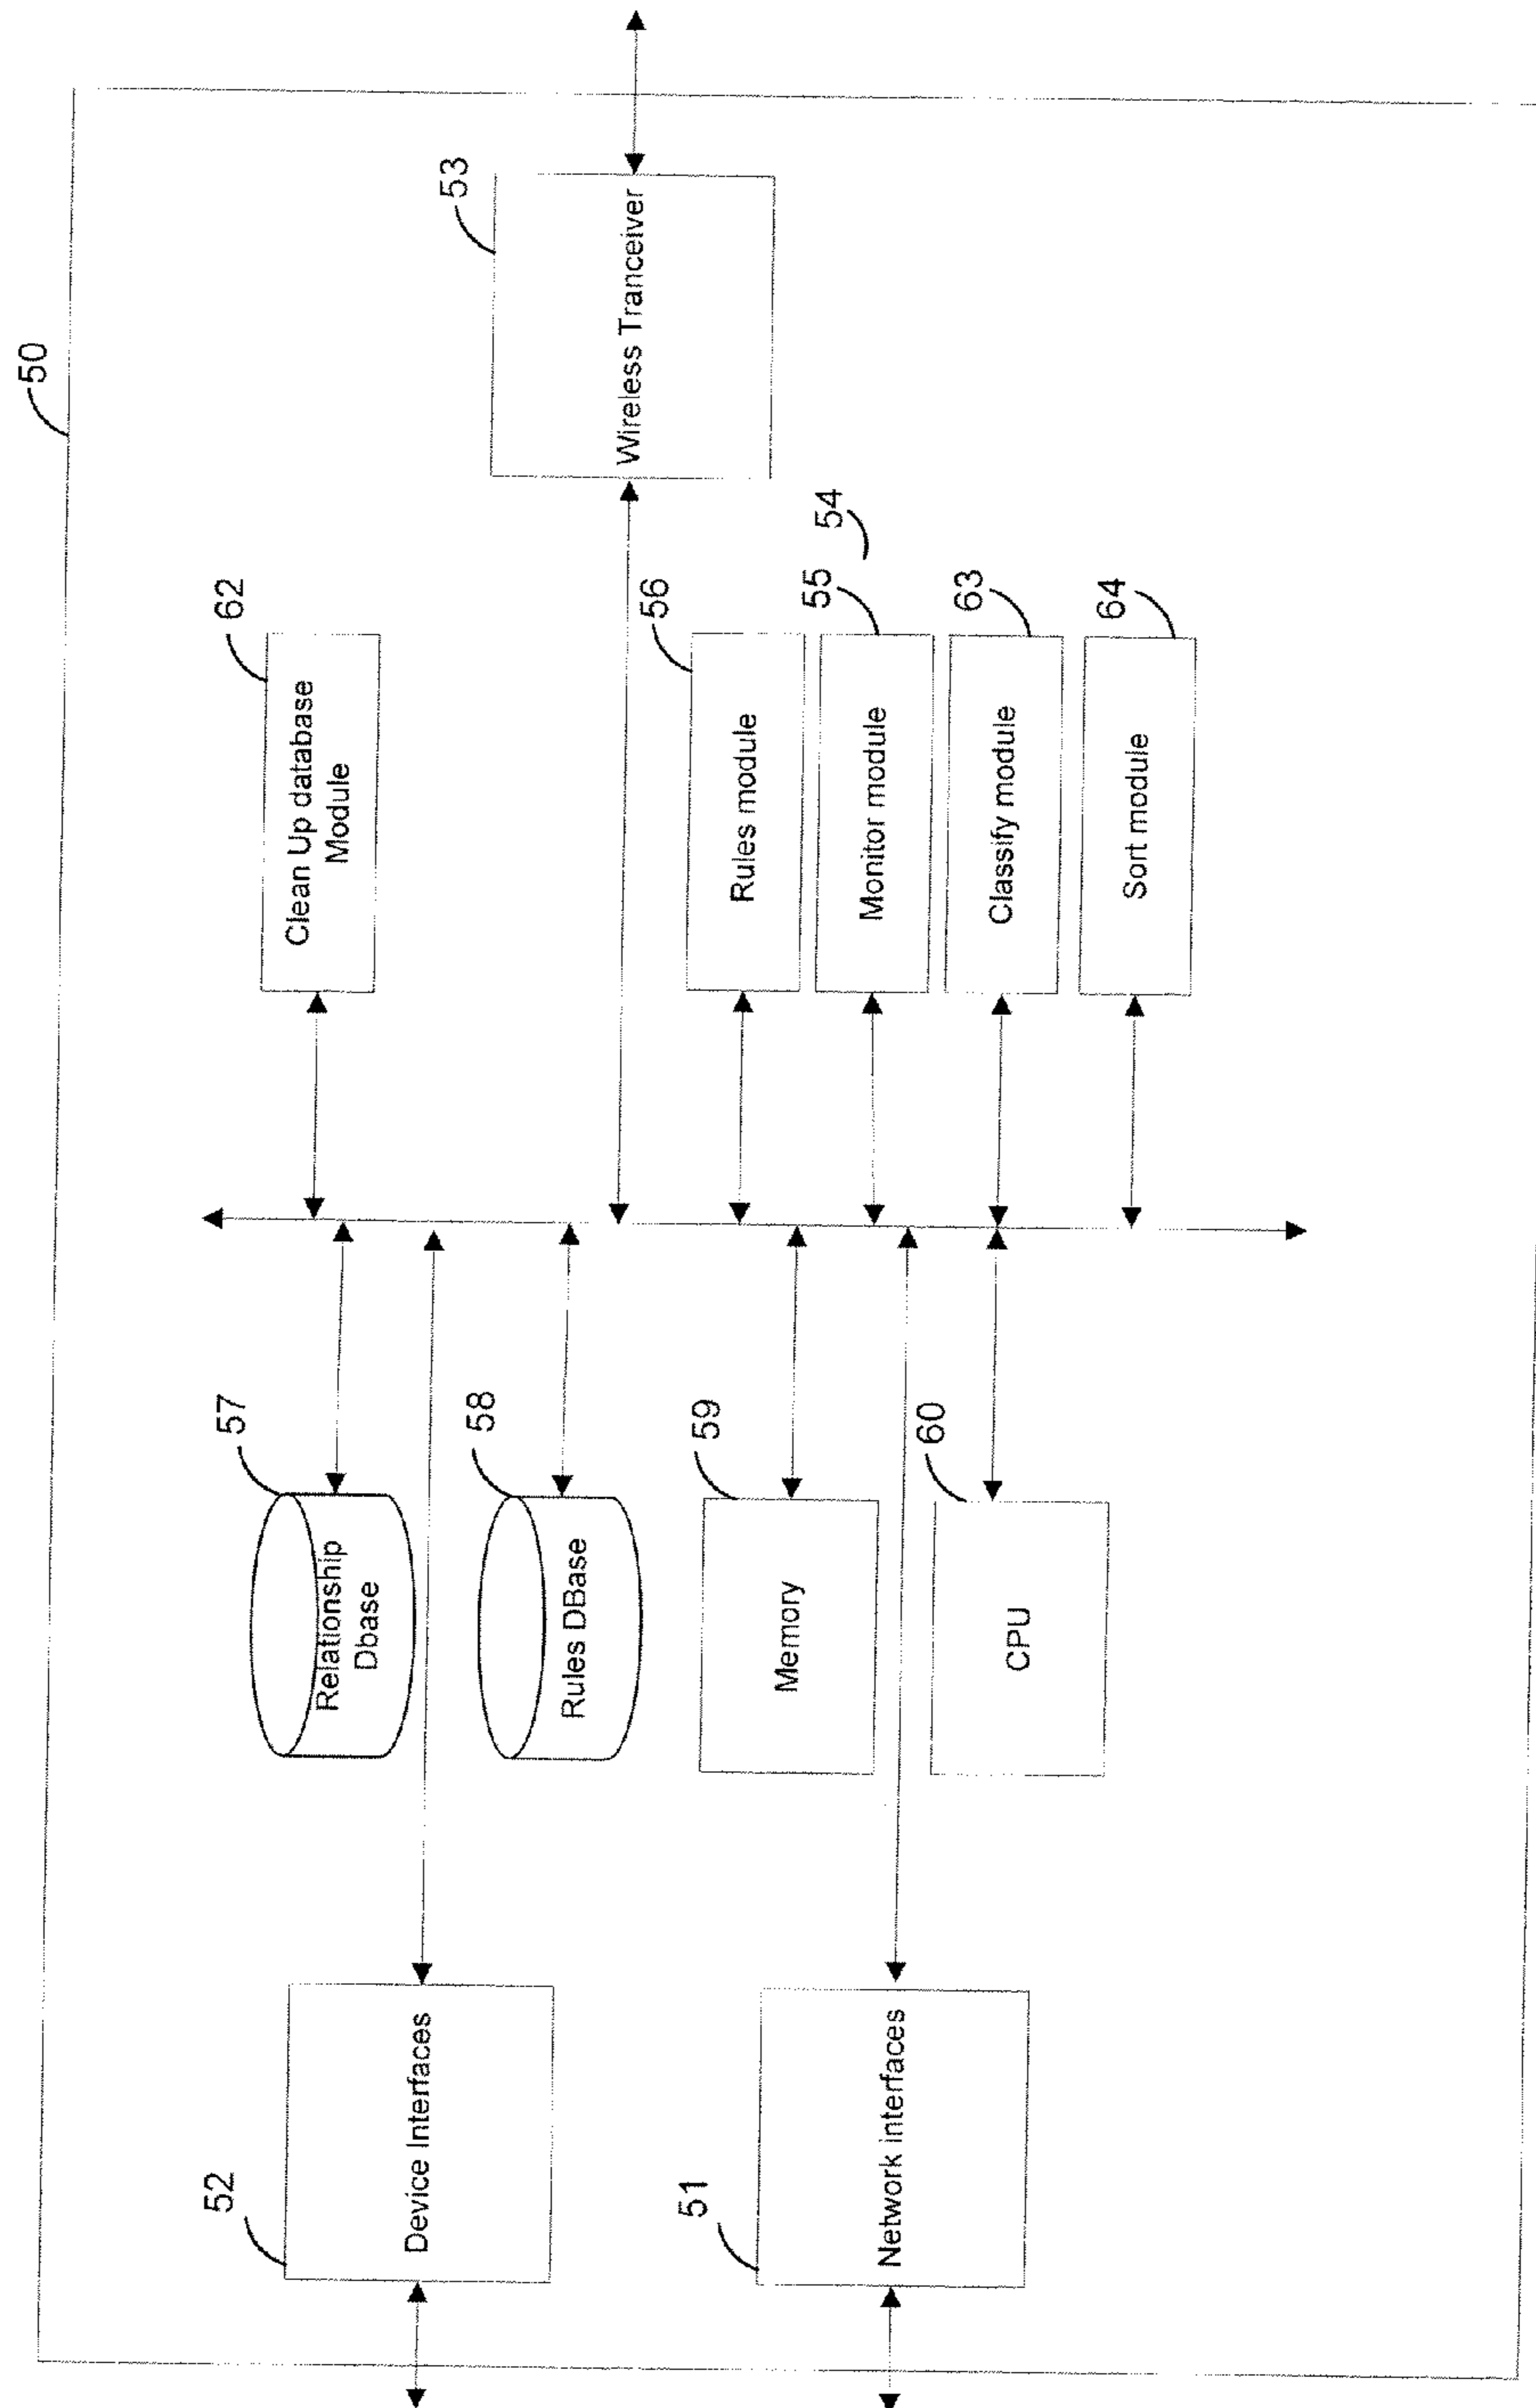 50
52
Device Interfaces
51
Network interfaces
57
Relationship
Dbase
58
Rules DBase
59
Memory
60
CPU
62
Clean Up database
Module
53
Wireless Tranceiver
54
56
Rules module
55
Monitor module
63
Classify module
64
Sort module